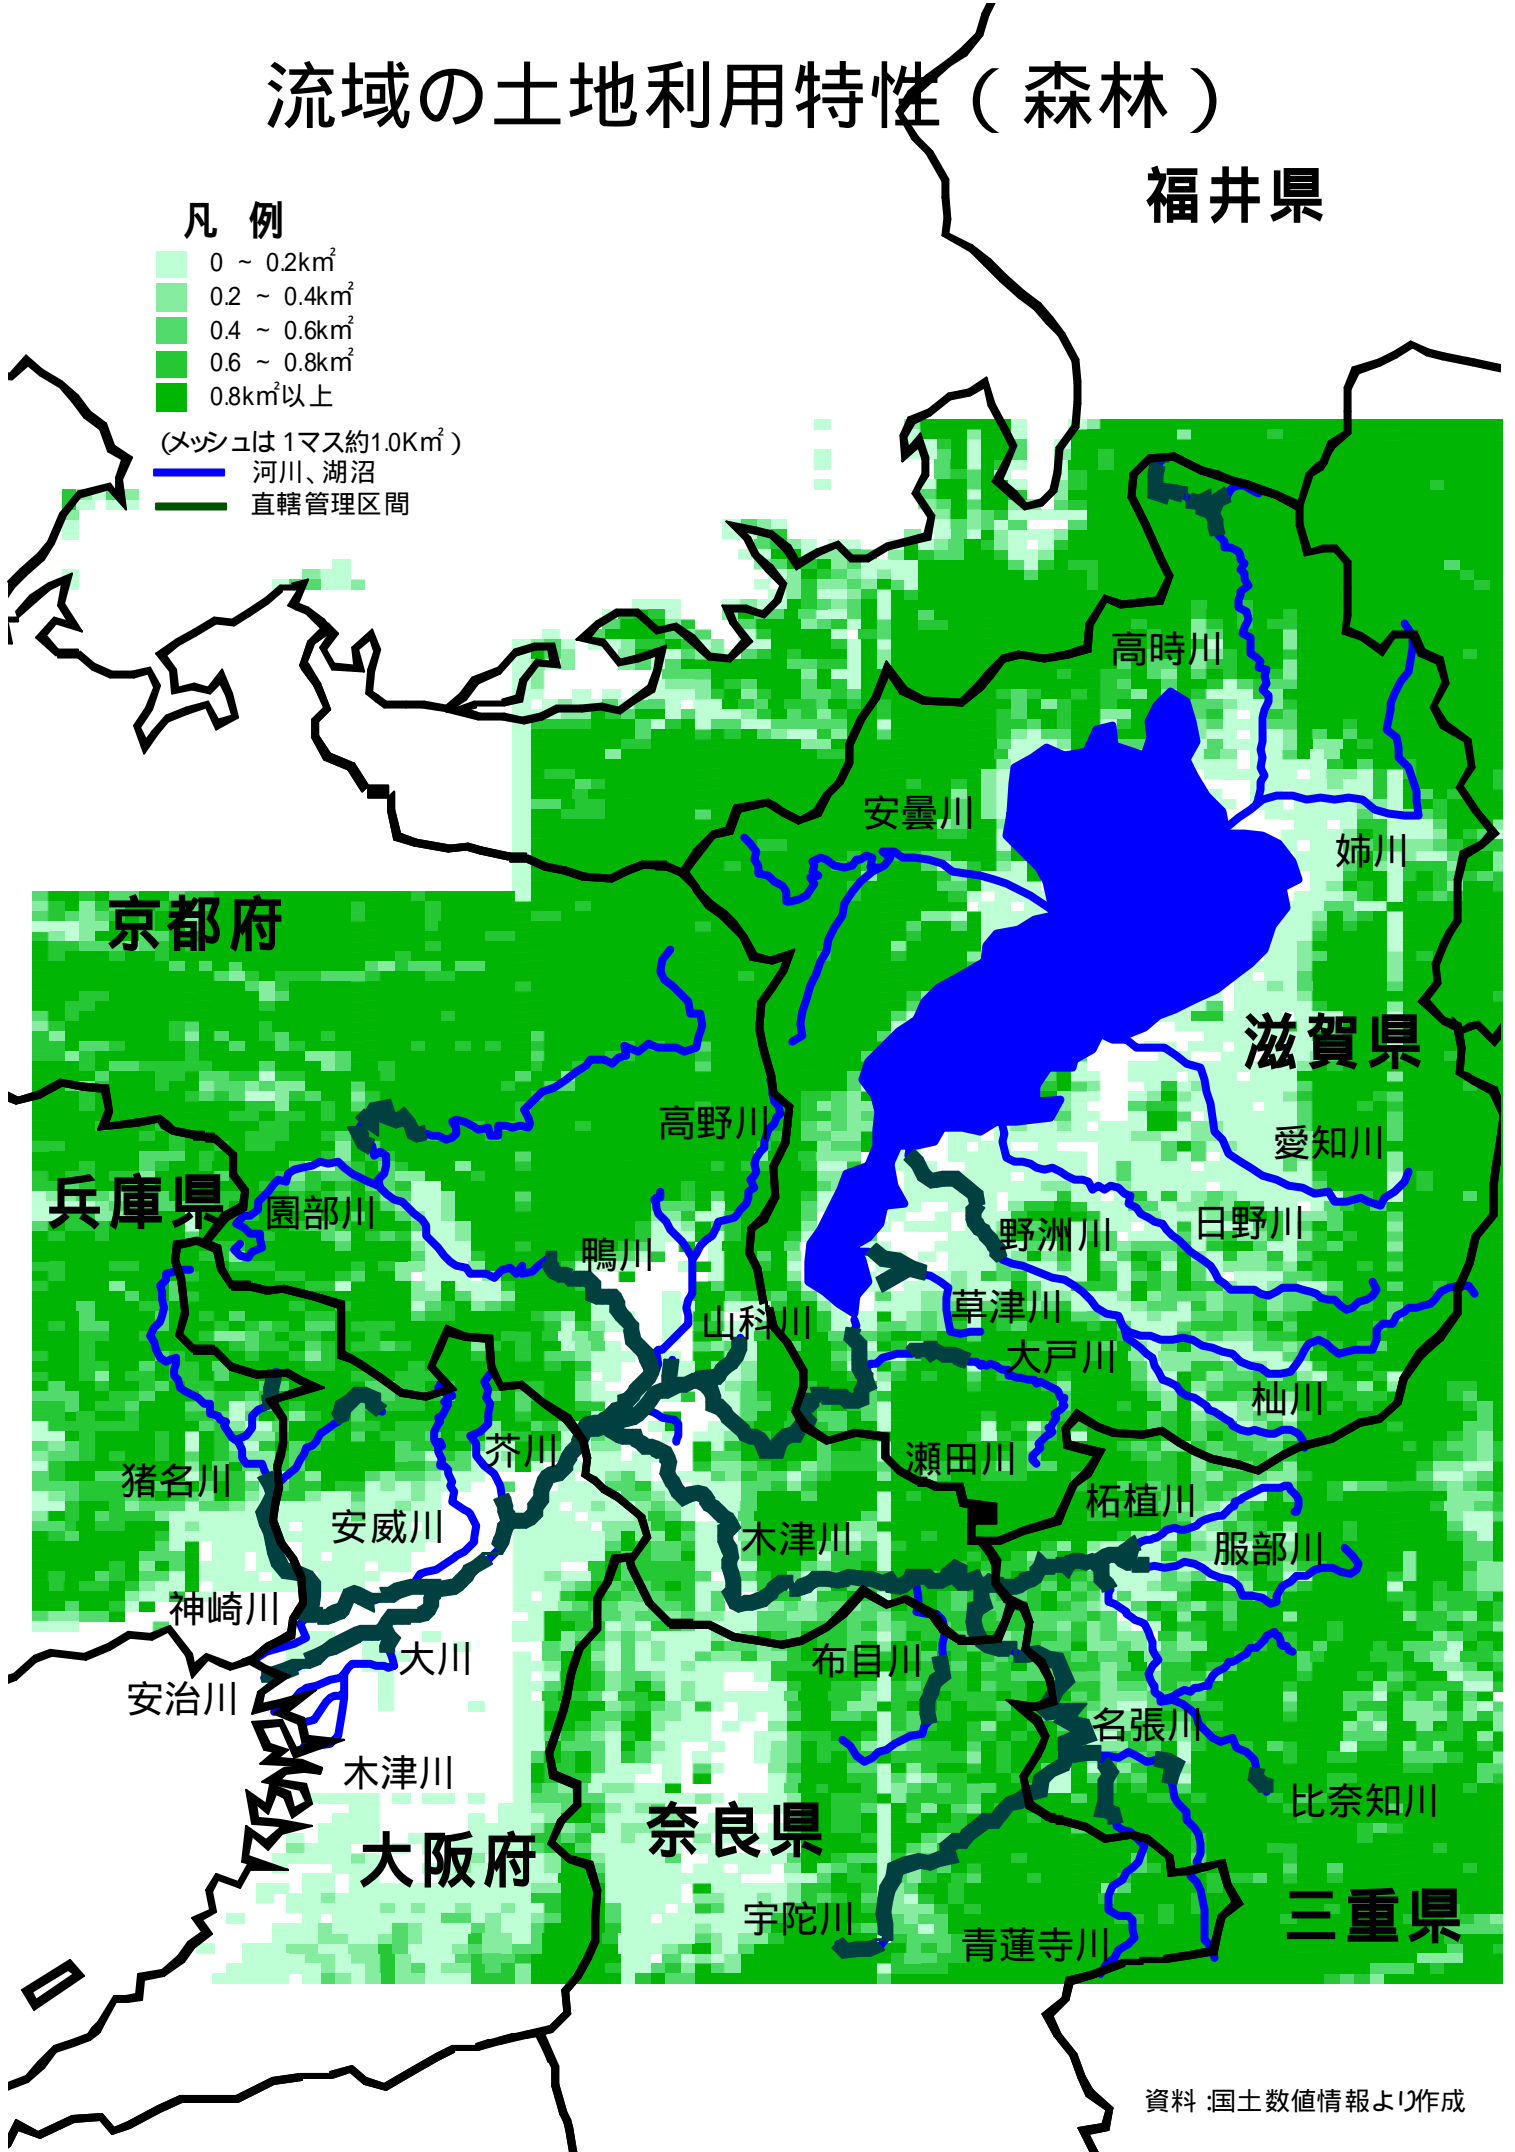 流域の土地利用特性（森林）
福井県
凡 例
0 ~ 0.2k㎡
0.2 ~ 0.4k㎡
0.4 ~ 0.6k㎡
0.6 ~ 0.8k㎡
0.8k㎡以上
(メッシュは1マス約1.0K㎡)
河川、湖沼
直轄管理区間
高時川
安曇川
姉川
京都府
滋賀県
高野川
愛知川
兵庫県
園部川
日野川
野洲川
鴨川
草津川
山科川
大戸川
杣川
芥川
瀬田川
猪名川
柘植川
安威川
木津川
服部川
神崎川
大川
布目川
安治川
名張川
木津川
比奈知川
奈良県
大阪府
宇陀川
三重県
青蓮寺川
資料:国土数値情報より作成